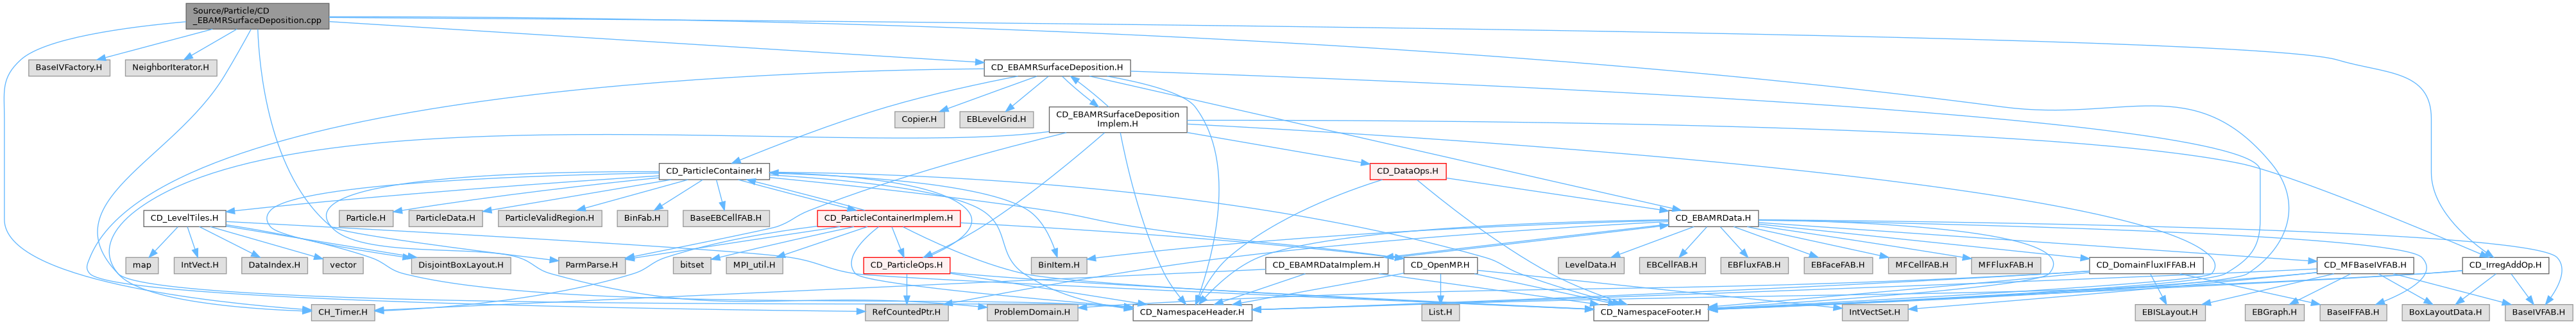 Source/Particle/CD
_EBAMRSurfaceDeposition.cpp
BaseIVFactory.H
NeighborIterator.H
CD_EBAMRSurfaceDeposition.H
Copier.H
EBLevelGrid.H
CD_EBAMRSurfaceDeposition
Implem.H
CD_ParticleContainer.H
CD_DataOps.H
CD_LevelTiles.H
Particle.H
ParticleData.H
ParticleValidRegion.H
BinFab.H
BaseEBCellFAB.H
CD_ParticleContainerImplem.H
CD_EBAMRData.H
map
IntVect.H
DataIndex.H
vector
DisjointBoxLayout.H
ParmParse.H
bitset
MPI_util.H
CD_ParticleOps.H
BinItem.H
CD_EBAMRDataImplem.H
CD_OpenMP.H
LevelData.H
EBCellFAB.H
EBFluxFAB.H
EBFaceFAB.H
MFCellFAB.H
MFFluxFAB.H
CD_DomainFluxIFFAB.H
CD_MFBaseIVFAB.H
CD_IrregAddOp.H
CH_Timer.H
RefCountedPtr.H
ProblemDomain.H
CD_NamespaceHeader.H
List.H
CD_NamespaceFooter.H
IntVectSet.H
EBISLayout.H
EBGraph.H
BaseIFFAB.H
BoxLayoutData.H
BaseIVFAB.H